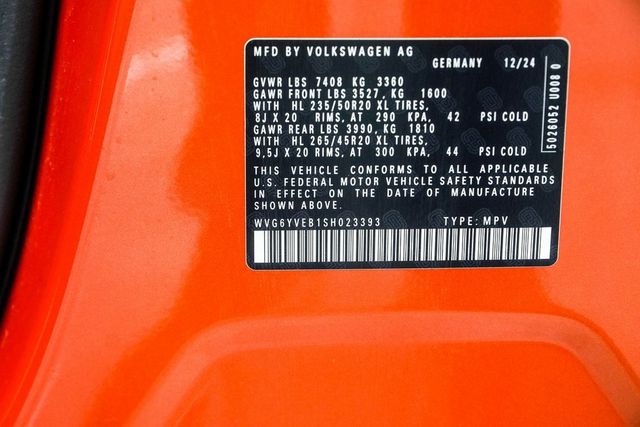 MFD BY VOLKSWAGEN AG
GERMANY 12/24
GVWR LBS 7408 KG 3360
GAWR FRONT LBS 3527, KG 1600
WITH HL 235/50R20 XL TIRES,
8J X 20 RIMS, AT 290 KPA, 42 PSI COLD
GAWR REAR LBS 3990, KG 1810
WITH HL 265/45R20 XL TIRES,
9,5J X 20 RIMS, AT 300 KPA, 44 PSI COLD
THIS VEHICLE CONFORMS TO ALL APPLICABLE
U.S. FEDERAL MOTOR VEHICLE SAFETY STANDARDS
IN EFFECT ON THE DATE OF MANUFACTURE
SHOWN ABOVE.
WVG6YVEB1SH023393 TYPE: MPV
5026052 U008 0